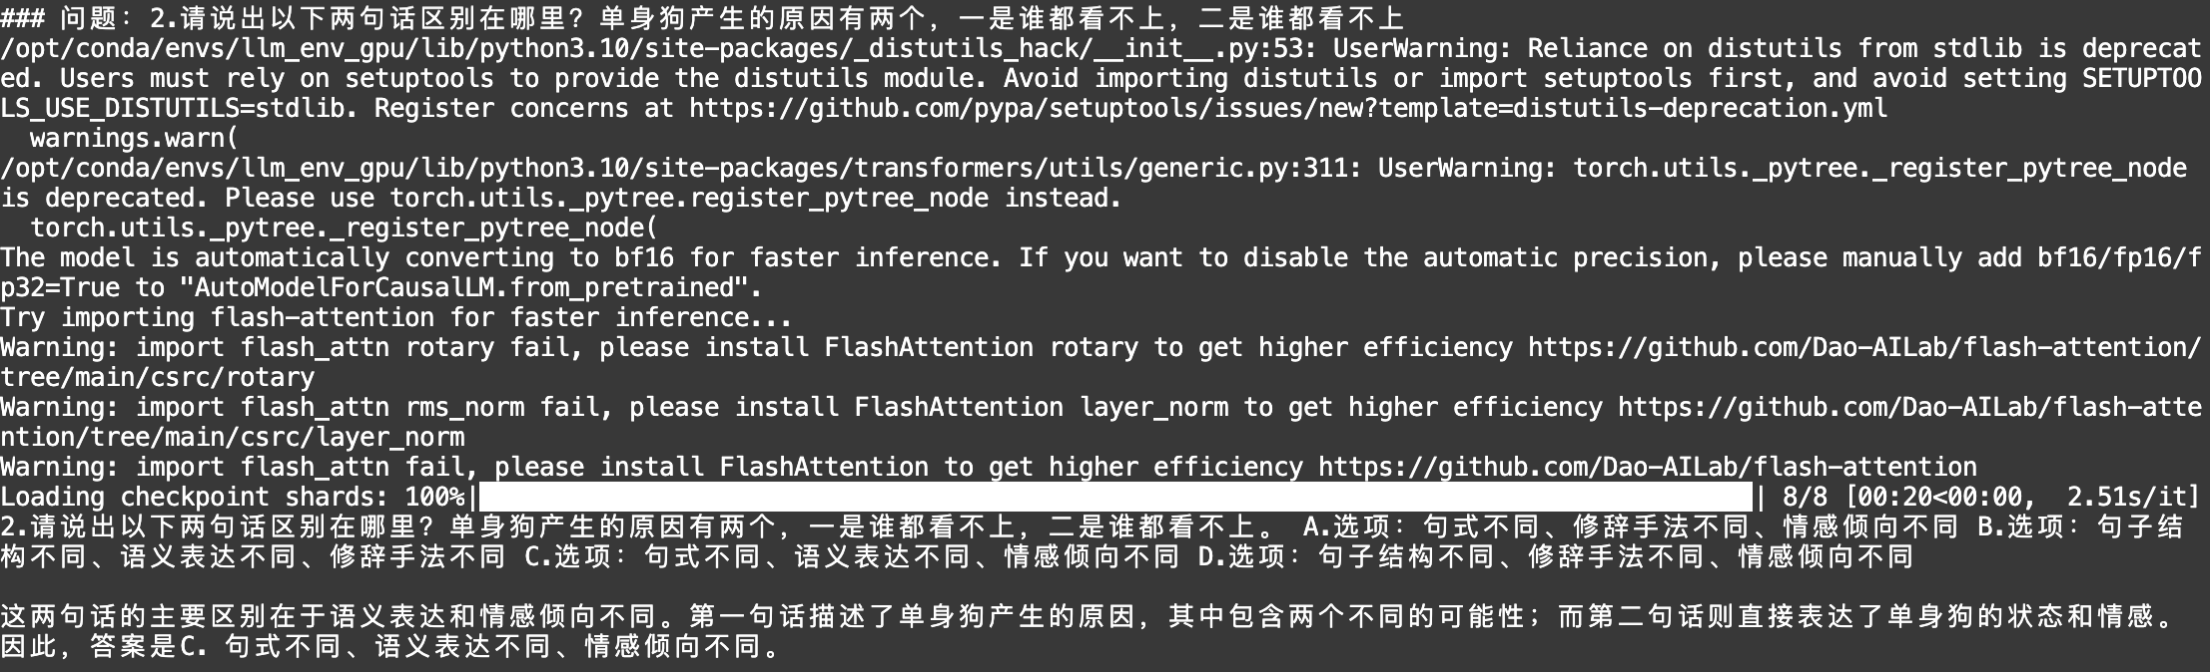 ### 问题：2.请说出以下两句话区别在哪里？单身狗产生的原因有两个，一是谁都看不上，二是谁都看不上
/opt/conda/envs/llm_env_gpu/lib/python3.10/site-packages/_distutils_hack/__init__.py:53: UserWarning: Reliance on distutils from stdlib is deprecat
ed. Users must rely on setuptools to provide the distutils module. Avoid importing distutils or import setuptools first, and avoid setting SETUPTOO
LS_USE_DISTUTILS=stdlib. Register concerns at https://github.com/pypa/setuptools/issues/new?template=distutils-deprecation.yml
  warnings.warn(
/opt/conda/envs/llm_env_gpu/lib/python3.10/site-packages/transformers/utils/generic.py:311: UserWarning: torch.utils._pytree._register_pytree_node
is deprecated. Please use torch.utils._pytree.register_pytree_node instead.
  torch.utils._pytree._register_pytree_node(
The model is automatically converting to bf16 for faster inference. If you want to disable the automatic precision, please manually add bf16/fp16/f
p32=True to "AutoModelForCausalLM.from_pretrained".
Try importing flash-attention for faster inference...
Warning: import flash_attn rotary fail, please install FlashAttention rotary to get higher efficiency https://github.com/Dao-AILab/flash-attention/
tree/main/csrc/rotary
Warning: import flash_attn rms_norm fail, please install FlashAttention layer_norm to get higher efficiency https://github.com/Dao-AILab/flash-atte
ntion/tree/main/csrc/layer_norm
Warning: import flash_attn fail, please install FlashAttention to get higher efficiency https://github.com/Dao-AILab/flash-attention
Loading checkpoint shards: 100%|| 8/8 [00:20<00:00,  2.51s/it]
2.请说出以下两句话区别在哪里？单身狗产生的原因有两个，一是谁都看不上，二是谁都看不上。 A.选项：句式不同、修辞手法不同、情感倾向不同 B.选项：句子结
构不同、语义表达不同、修辞手法不同 C.选项：句式不同、语义表达不同、情感倾向不同 D.选项：句子结构不同、修辞手法不同、情感倾向不同
这两句话的主要区别在于语义表达和情感倾向不同。第一句话描述了单身狗产生的原因，其中包含两个不同的可能性；而第二句话则直接表达了单身狗的状态和情感。
因此，答案是C. 句式不同、语义表达不同、情感倾向不同。